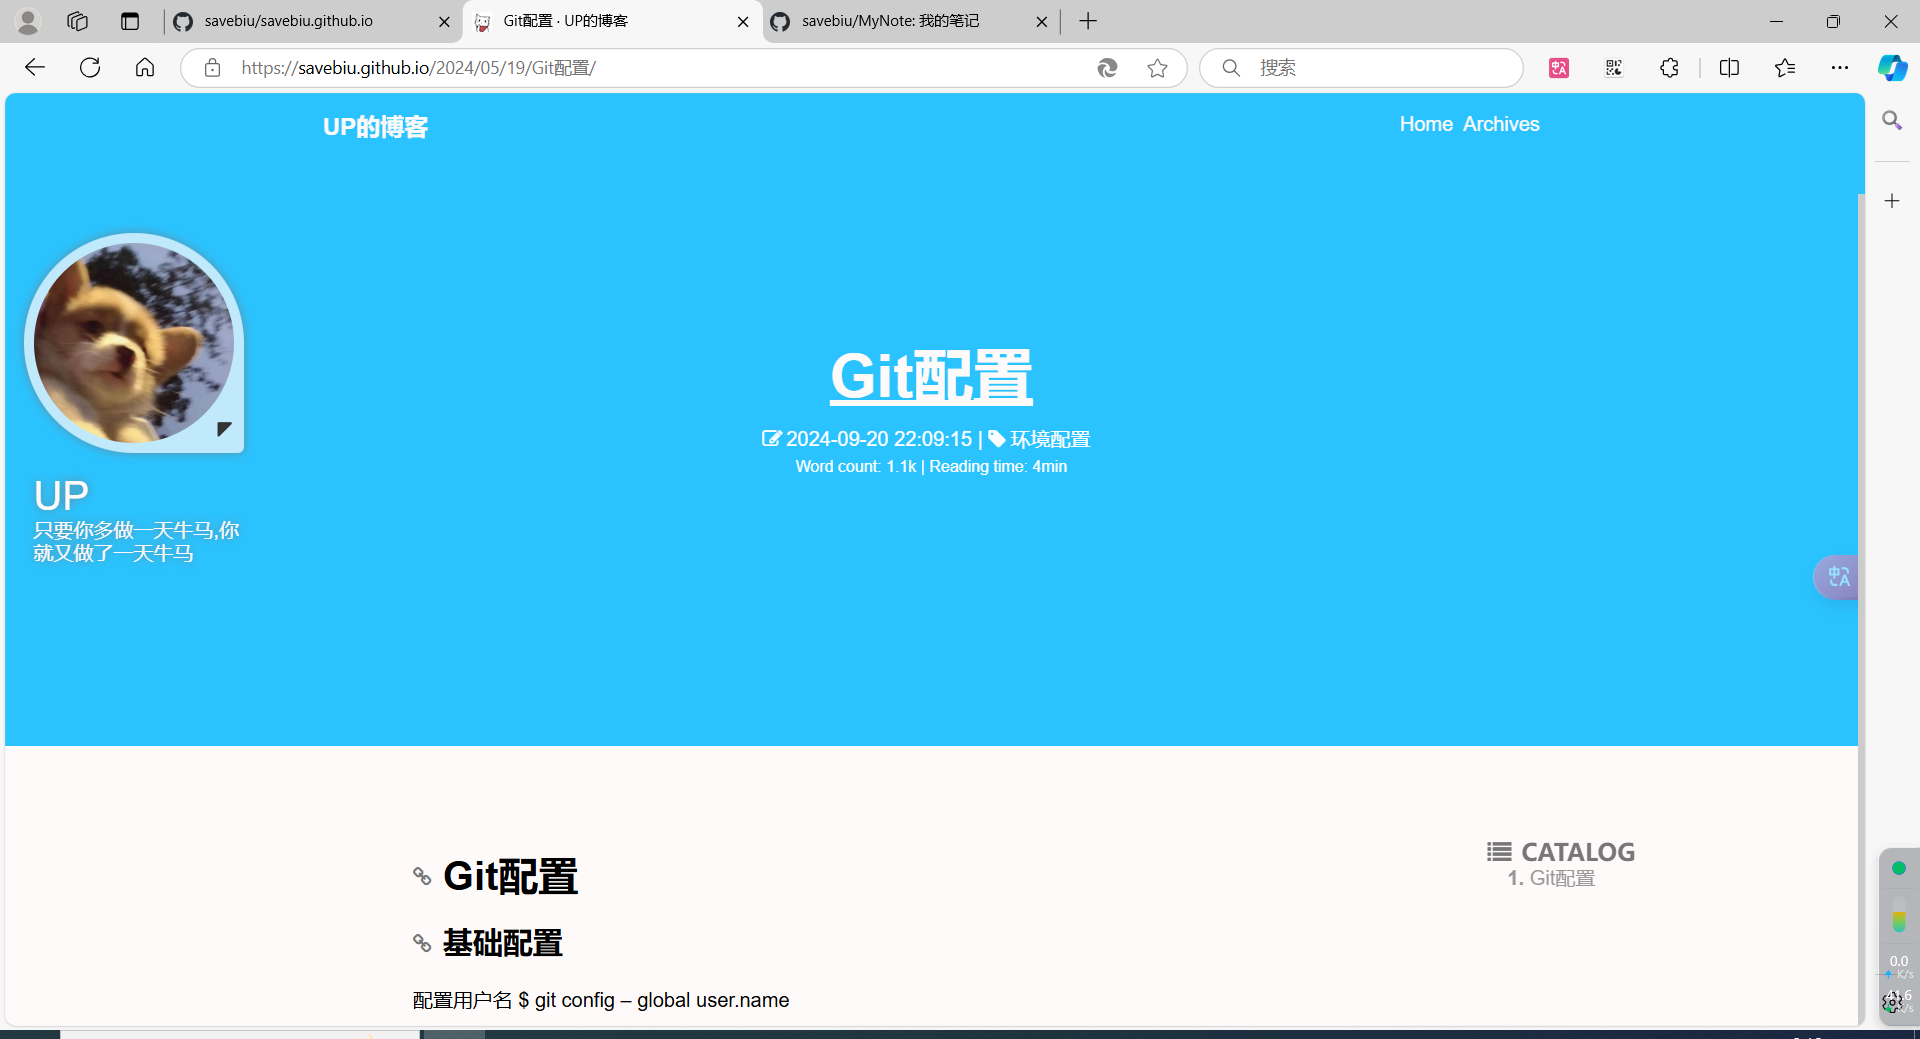 savebiu/savebiu.github.io
Git配置 · UP的博客
savebiu/MyNote: 我的笔记
https://savebiu.github.io/2024/05/19/Git配置/
搜索
UP的博客
Home Archives
Git配置
2024-09-20 22:09:15 | 环境配置
Word count: 1.1k | Reading time: 4min
UP
只要你多做一天牛马,你
就又做了一天牛马
CATALOG
1. Git配置
Git配置
基础配置
配置用户名 $ git config – global user.name
0.0
K/s